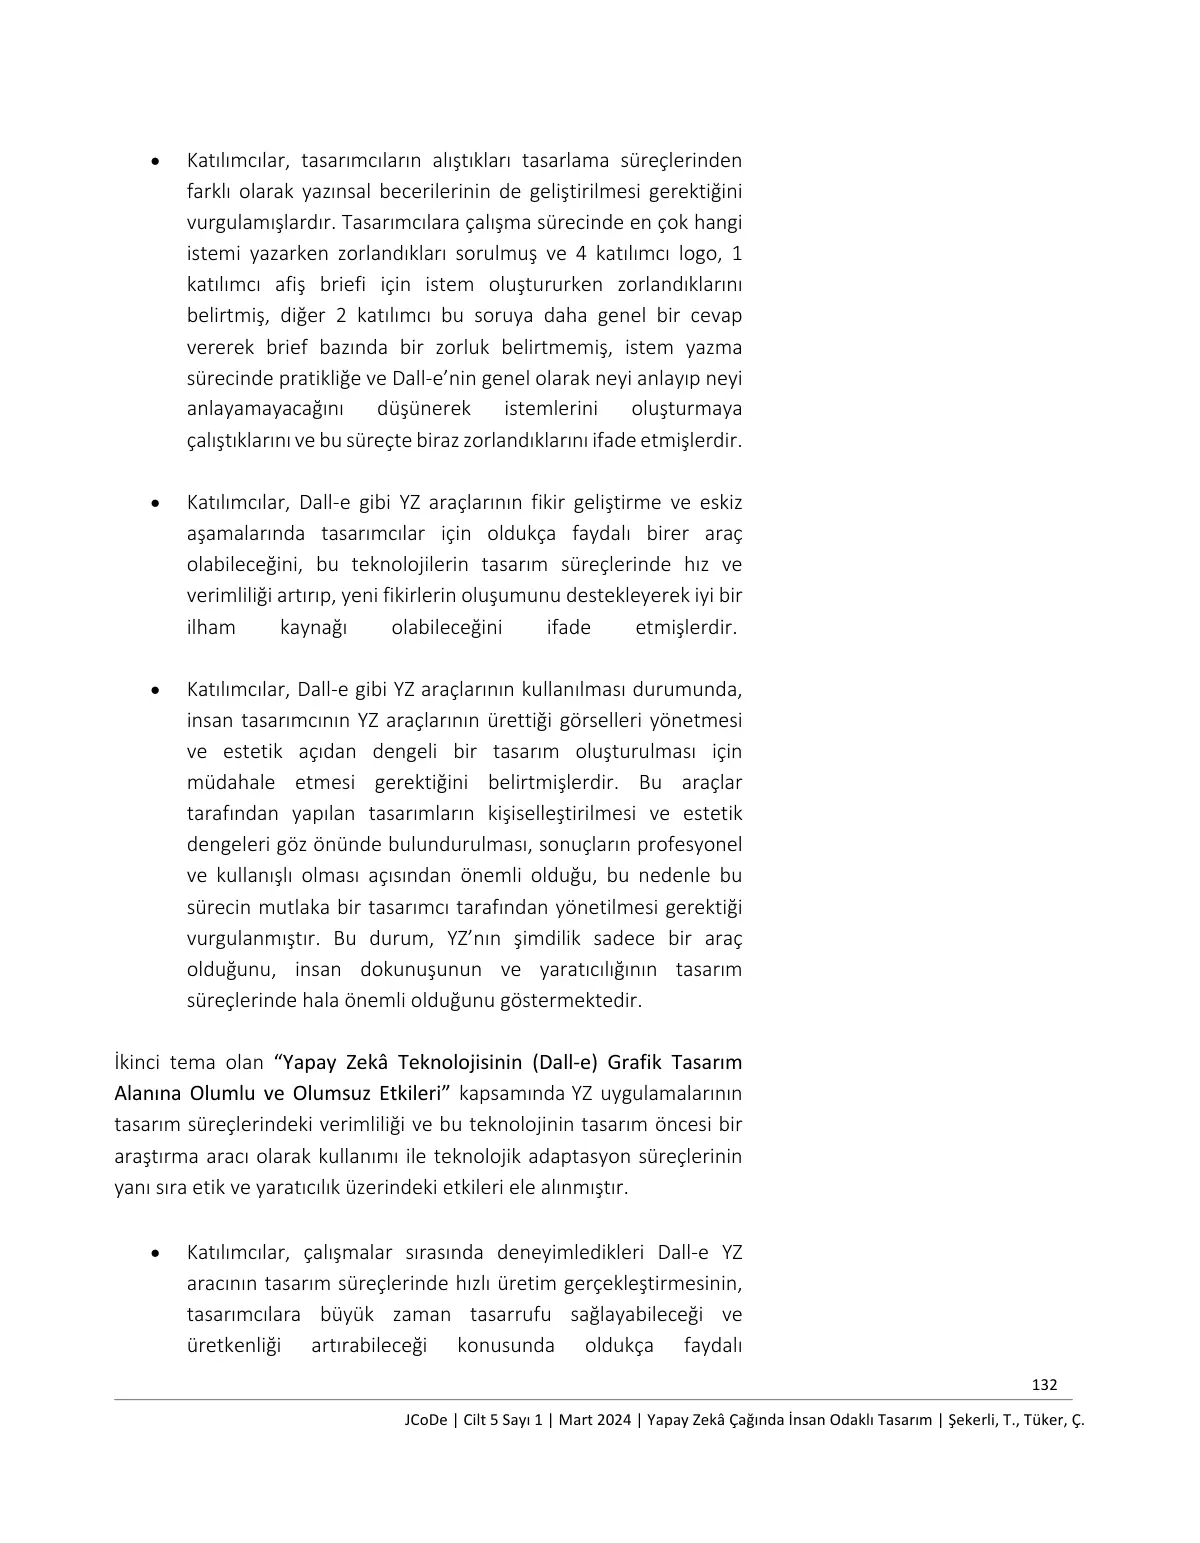 • Katılımcılar, tasarımcıların alıştıkları tasarlama süreçlerinden
farklı olarak yazınsal becerilerinin de geliştirilmesi gerektiğini
vurgulamışlardır. Tasarımcılara çalışma sürecinde en çok hangi
istemi yazarken zorlandıkları sorulmuş ve 4 katılımcı logo, 1
katılımcı afiş briefi için istem oluştururken zorlandıklarını
belirtmiş, diğer 2 katılımcı bu soruya daha genel bir cevap
vererek brief bazında bir zorluk belirtmemiş, istem yazma
sürecinde pratikliğe ve Dall-e’nin genel olarak neyi anlayıp neyi
anlayamayacağını düşünerek istemlerini oluşturmaya
çalıştıklarını ve bu süreçte biraz zorlandıklarını ifade etmişlerdir.
• Katılımcılar, Dall-e gibi YZ araçlarının fikir geliştirme ve eskiz
aşamalarında tasarımcılar için oldukça faydalı birer araç
olabileceğini, bu teknolojilerin tasarım süreçlerinde hız ve
verimliliği artırıp, yeni fikirlerin oluşumunu destekleyerek iyi bir
ilham kaynağı olabileceğini ifade etmişlerdir.
• Katılımcılar, Dall-e gibi YZ araçlarının kullanılması durumunda,
insan tasarımcının YZ araçlarının ürettiği görselleri yönetmesi
ve estetik açıdan dengeli bir tasarım oluşturulması için
müdahale etmesi gerektiğini belirtmişlerdir. Bu araçlar
tarafından yapılan tasarımların kişiselleştirilmesi ve estetik
dengeleri göz önünde bulundurulması, sonuçların profesyonel
ve kullanışlı olması açısından önemli olduğu, bu nedenle bu
sürecin mutlaka bir tasarımcı tarafından yönetilmesi gerektiği
vurgulanmıştır. Bu durum, YZ’nın şimdilik sadece bir araç
olduğunu, insan dokunuşunun ve yaratıcılığının tasarım
süreçlerinde hala önemli olduğunu göstermektedir.
İkinci tema olan “Yapay Zekâ Teknolojisinin (Dall-e) Grafik Tasarım
Alanına Olumlu ve Olumsuz Etkileri” kapsamında YZ uygulamalarının
tasarım süreçlerindeki verimliliği ve bu teknolojinin tasarım öncesi bir
araştırma aracı olarak kullanımı ile teknolojik adaptasyon süreçlerinin
yanı sıra etik ve yaratıcılık üzerindeki etkileri ele alınmıştır.
• Katılımcılar, çalışmalar sırasında deneyimledikleri Dall-e YZ
aracının tasarım süreçlerinde hızlı üretim gerçekleştirmesinin,
tasarımcılara büyük zaman tasarrufu sağlayabileceği ve
üretkenliği artırabileceği konusunda oldukça faydalı
132
JCoDe | Cilt 5 Sayı 1 | Mart 2024 | Yapay Zekâ Çağında İnsan Odaklı Tasarım | Şekerli, T., Tüker, Ç.